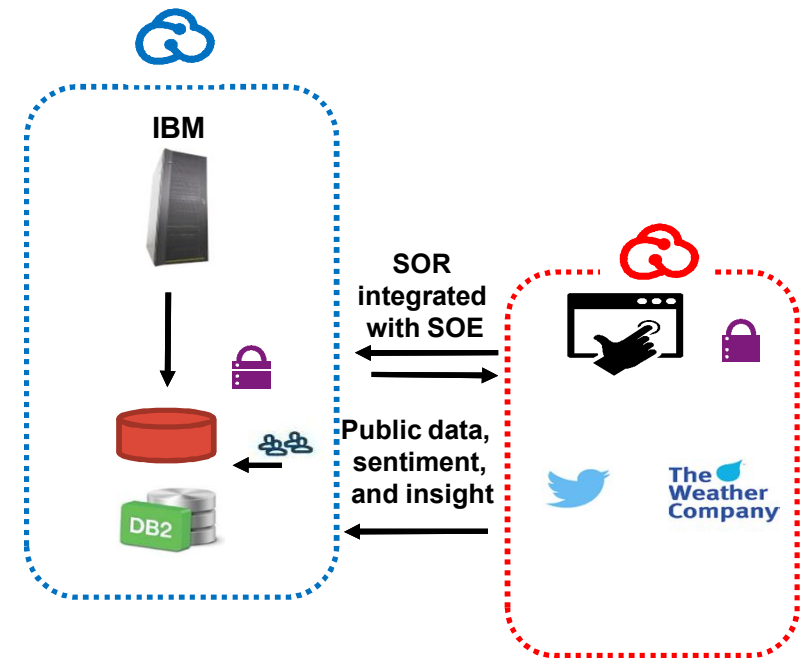 IBM
SOR
integrated
with SOE
Public data,
sentiment,
and insight
DB2
The
Weather
Company